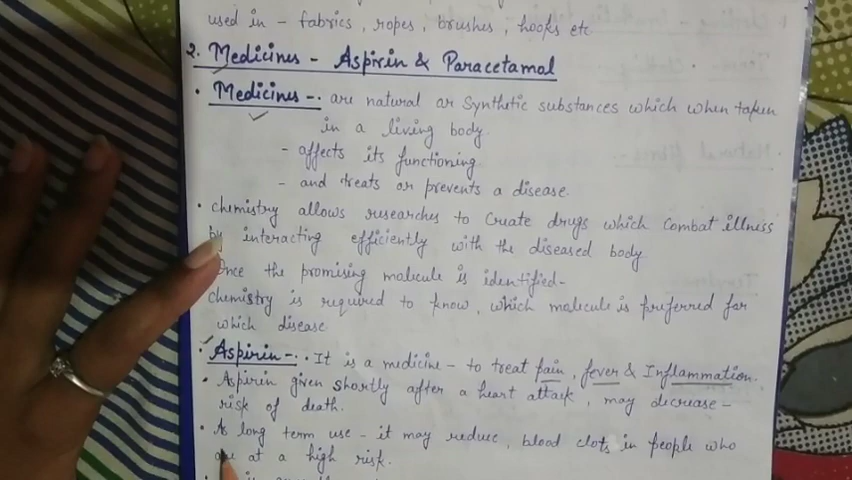 used in - fabrics, ropes, brushes, hooks etc
2. Medicines - Aspirin & Paracetamol
• Medicines - . are natural or Synthetic substances which when taken
in a living body.
- affects its functioning
- and treats or prevents a disease.
• Chemistry allows researches to Create drugs which combat illness
by interacting efficiently with the diseased body
Once the promising molicule is identified -
chemistry is required to know, which molicule is preferred for
which disease
• Aspirin - . . It is a medicine - to treat pain, fever & Inflammation.
• Aspirin given shortly after a heart attack, may decrease -
risk of death.
• As long term use - it may reduce, blood clots in people who
are at a high risk.